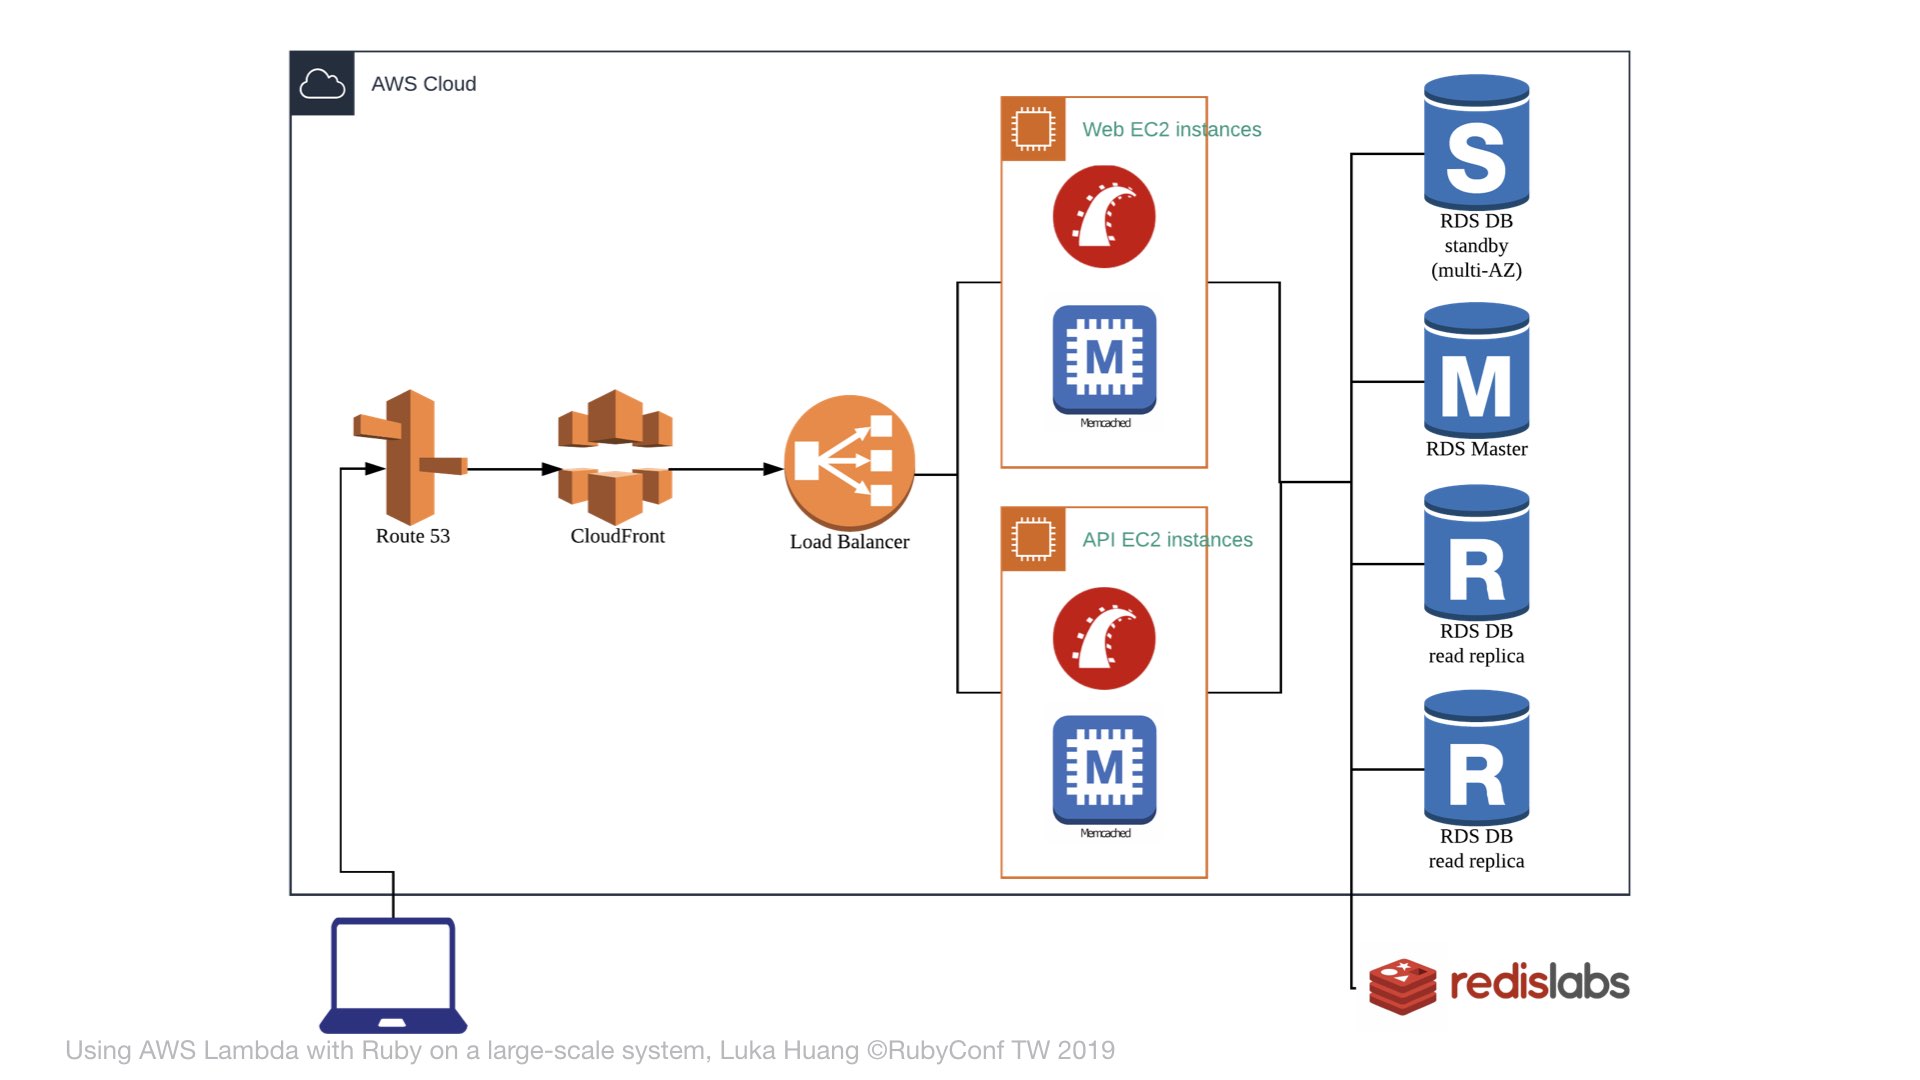 AWS Cloud
Web EC2 instances
M
Memcached
API EC2 instances
M
Memcached
Route 53
CloudFront
Load Balancer
S
RDS DB
standby
(multi-AZ)
M
RDS Master
R
RDS DB
read replica
R
RDS DB
read replica
redislabs
Using AWS Lambda with Ruby on a large-scale system, Luka Huang ©RubyConf TW 2019